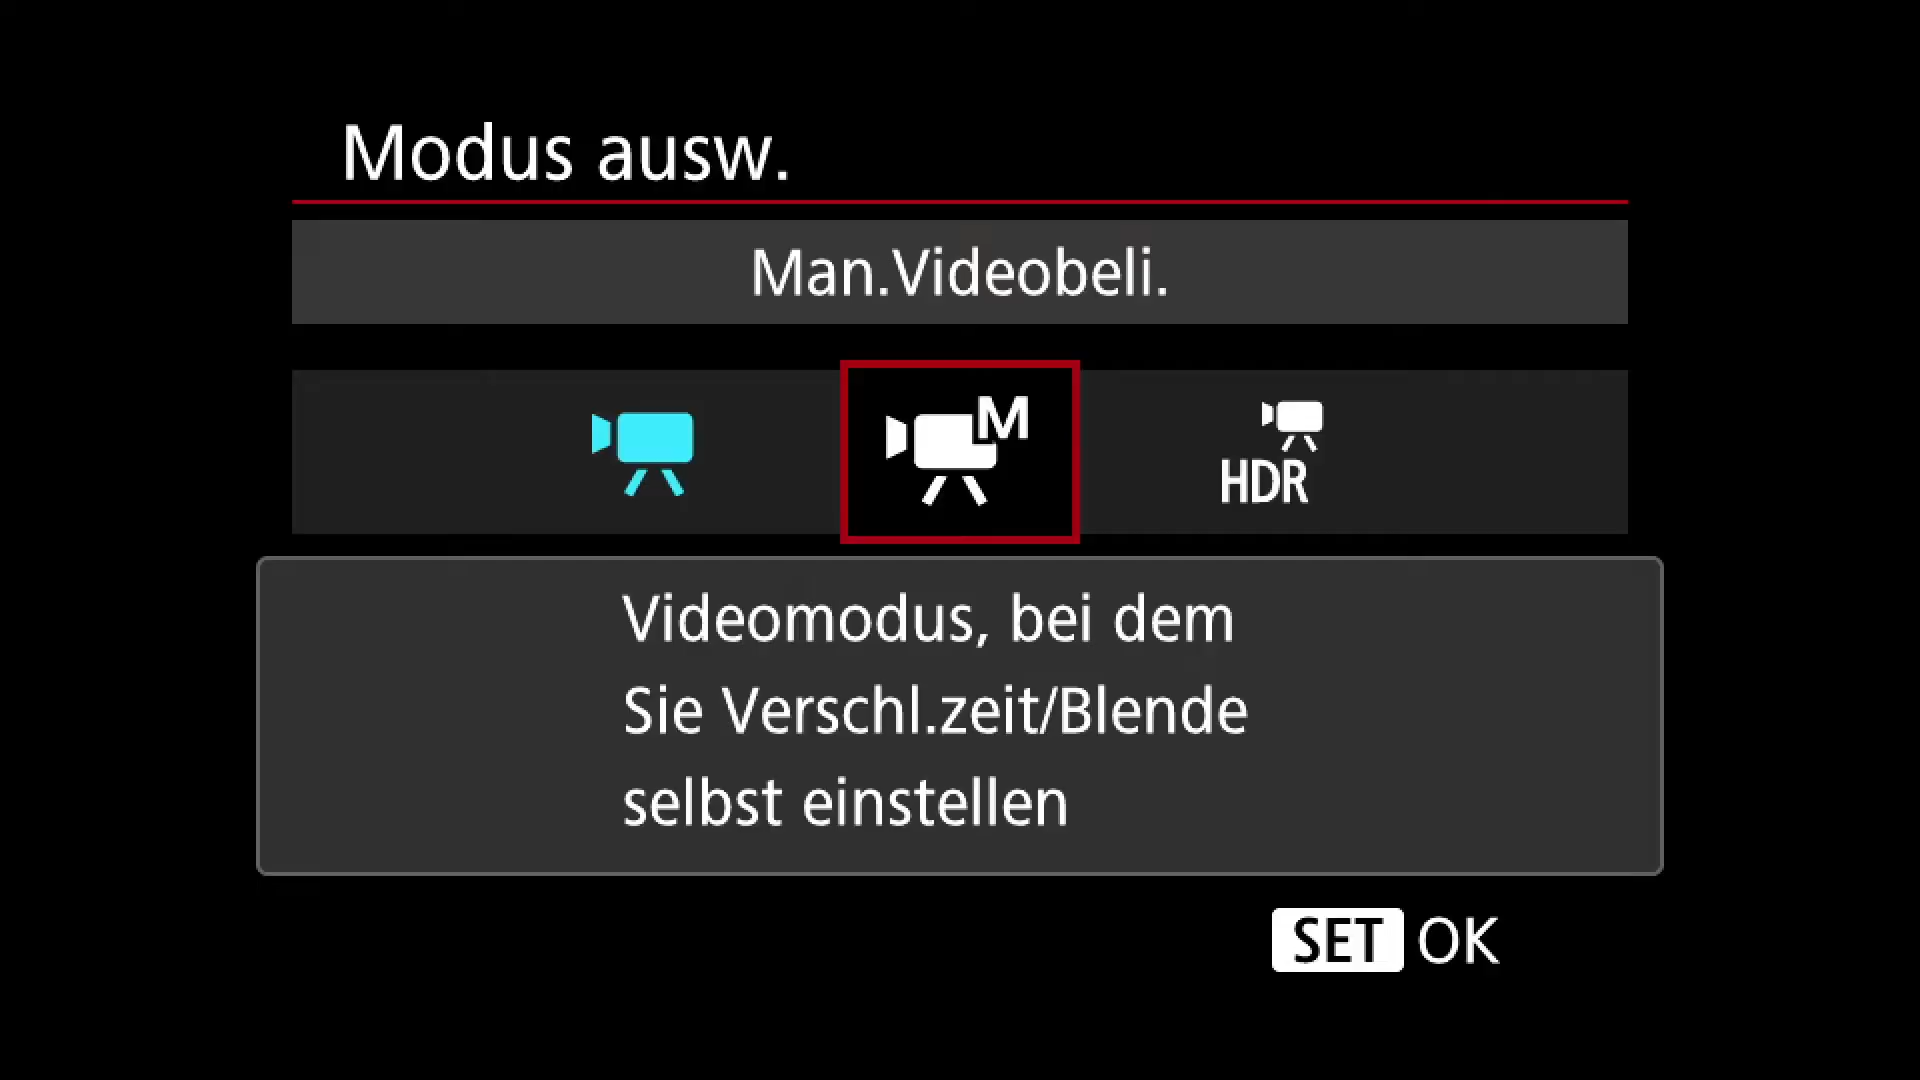 Modus ausw.
Man.Videobeli.
M
HDR
Videomodus, bei dem
Sie Verschl.zeit/Blende
selbst einstellen
SET OK